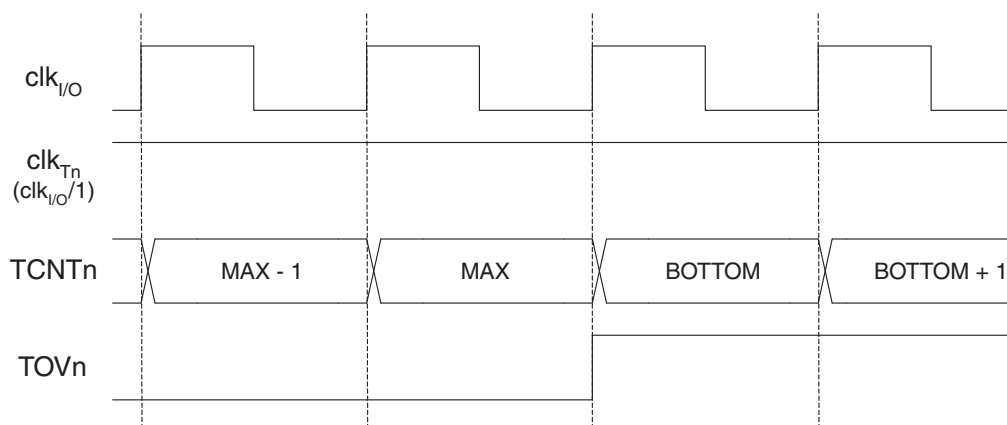 clkI/O
clkTn
(clkI/O/1)
TCNTn MAX - 1 MAX BOTTOM BOTTOM + 1
TOVn